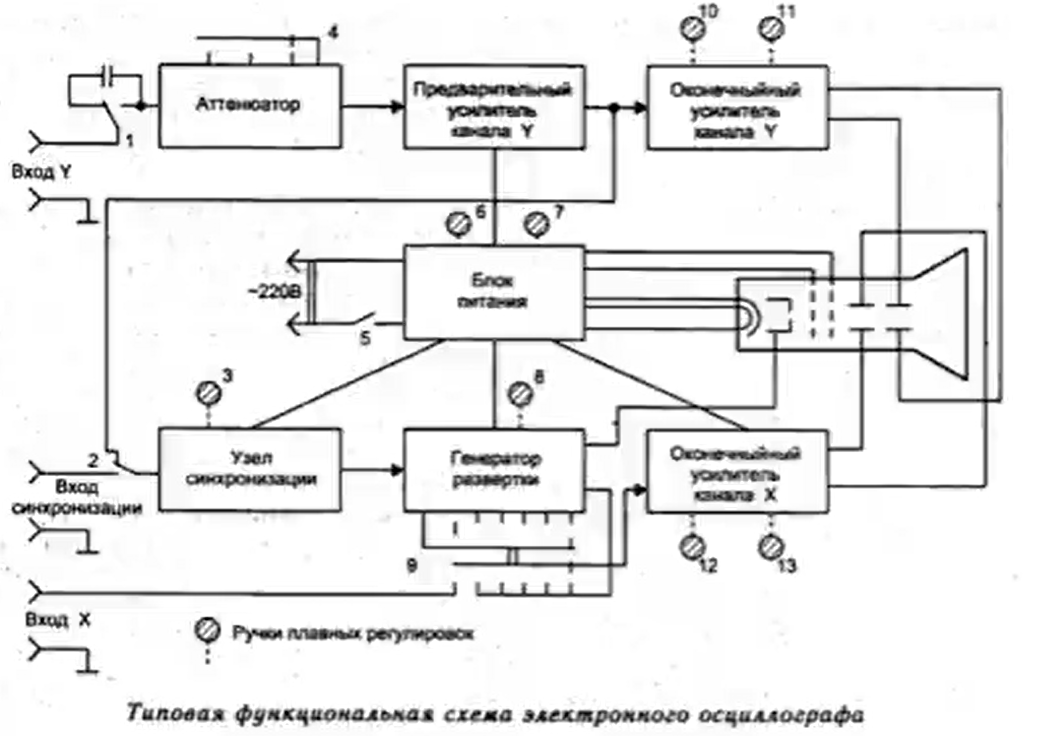 10
11
4
Аттенюатор
Предварительный
усилитель
канала Y
Оконечныйный
усилитель
канала Y
1
Вход Y
6
7
~220В
Блок
питания
5
3
8
2
Вход
синхронизации
Узел
синхронизации
Генератор
развертки
Оконечныйный
усилитель
канала X
9
12
13
Вход X
Ручки плавных регулировок
Типовая функциональная схема электронного осциллографа